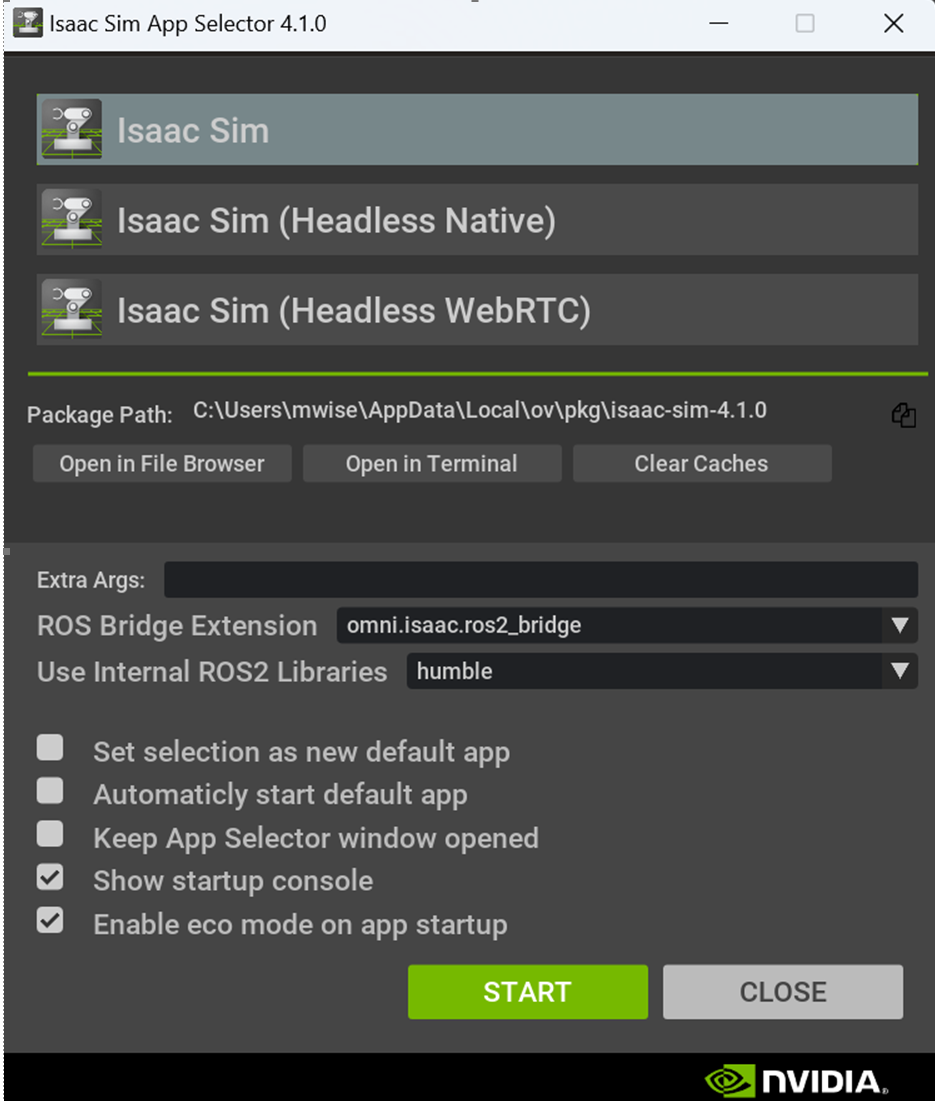 Isaac Sim App Selector 4.1.0
Isaac Sim
Isaac Sim (Headless Native)
Isaac Sim (Headless WebRTC)
Package Path: C:\Users\mwise\AppData\Local\ov\pkg\isaac-sim-4.1.0
Open in File Browser Open in Terminal Clear Caches
Extra Args:
ROS Bridge Extension omni.isaac.ros2_bridge
Use Internal ROS2 Libraries humble
Set selection as new default app
Automaticly start default app
Keep App Selector window opened
Show startup console
Enable eco mode on app startup
START CLOSE
NVIDIA.